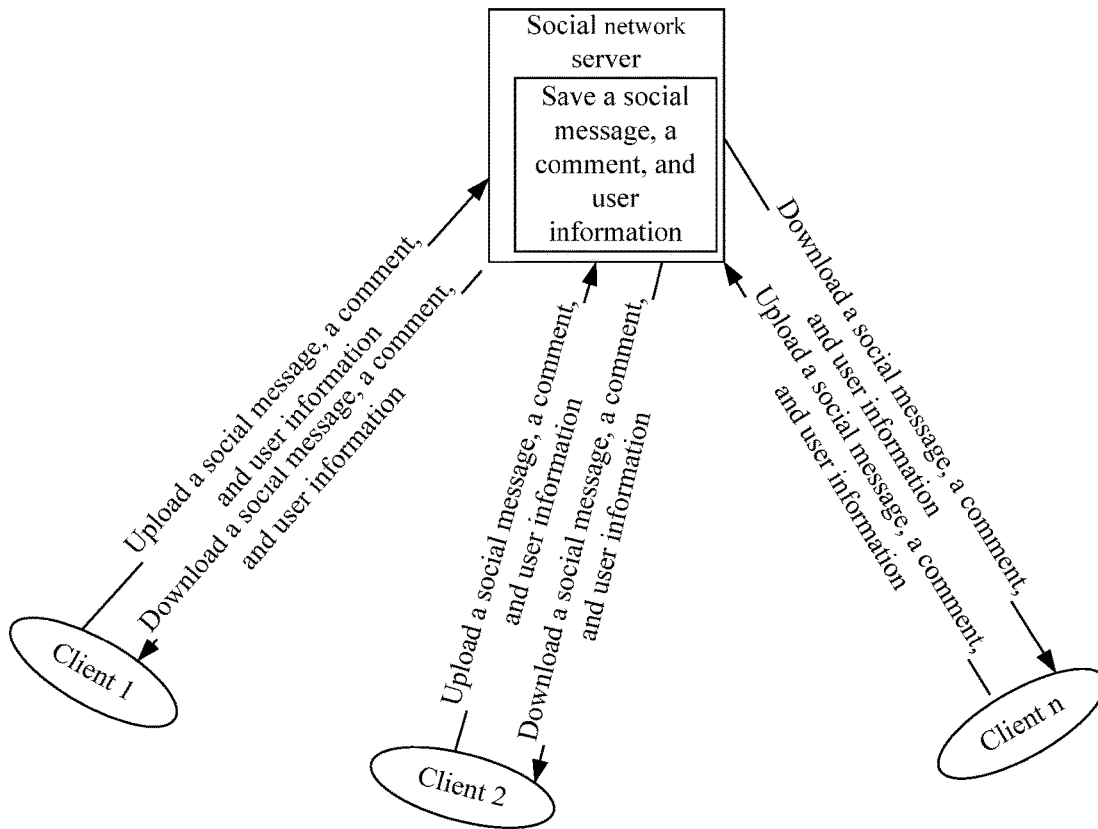 Social network
server
Save a social
message, a
comment, and
user
information
Upload a social message, a comment,
and user information
Download a social message, a comment,
and user information
Client 1
Upload a social message, a comment,
and user information
Download a social message, a comment,
and user information
Client 2
Download a social message, a comment,
and user information
Upload a social message, a comment,
and user information
Client n